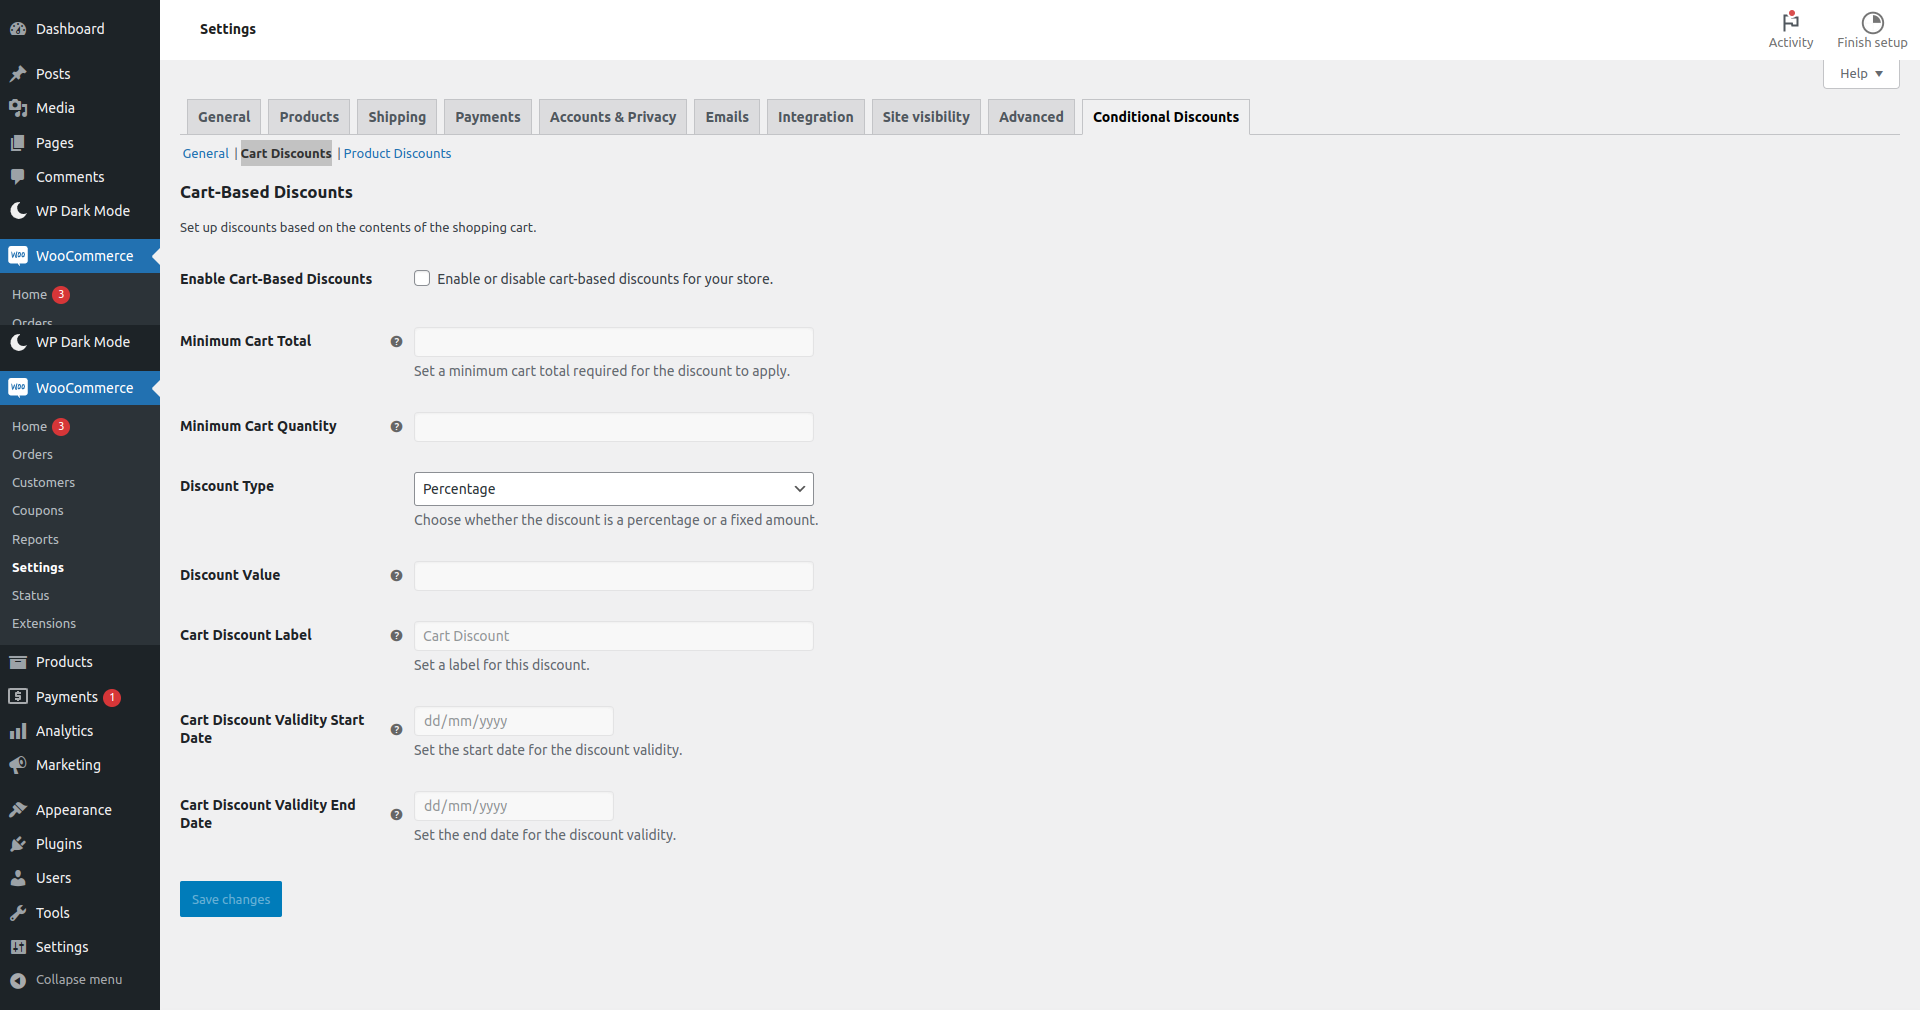 Dashboard
Posts
Media
Pages
Comments
WP Dark Mode
WooCommerce
Home 3
Orders
WP Dark Mode
WooCommerce
Home 3
Orders
Customers
Coupons
Reports
Settings
Status
Extensions
Products
Payments 1
Analytics
Marketing
Appearance
Plugins
Users
Tools
Settings
Collapse menu
Settings
Activity
Finish setup
Help
General
Products
Shipping
Payments
Accounts & Privacy
Emails
Integration
Site visibility
Advanced
Conditional Discounts
General | Cart Discounts | Product Discounts
Cart-Based Discounts
Set up discounts based on the contents of the shopping cart.
Enable Cart-Based Discounts
Enable or disable cart-based discounts for your store.
Minimum Cart Total
Set a minimum cart total required for the discount to apply.
Minimum Cart Quantity
Discount Type
Percentage
Choose whether the discount is a percentage or a fixed amount.
Discount Value
Cart Discount Label
Cart Discount
Set a label for this discount.
Cart Discount Validity Start
Date
dd/mm/yyyy
Set the start date for the discount validity.
Cart Discount Validity End
Date
dd/mm/yyyy
Set the end date for the discount validity.
Save changes